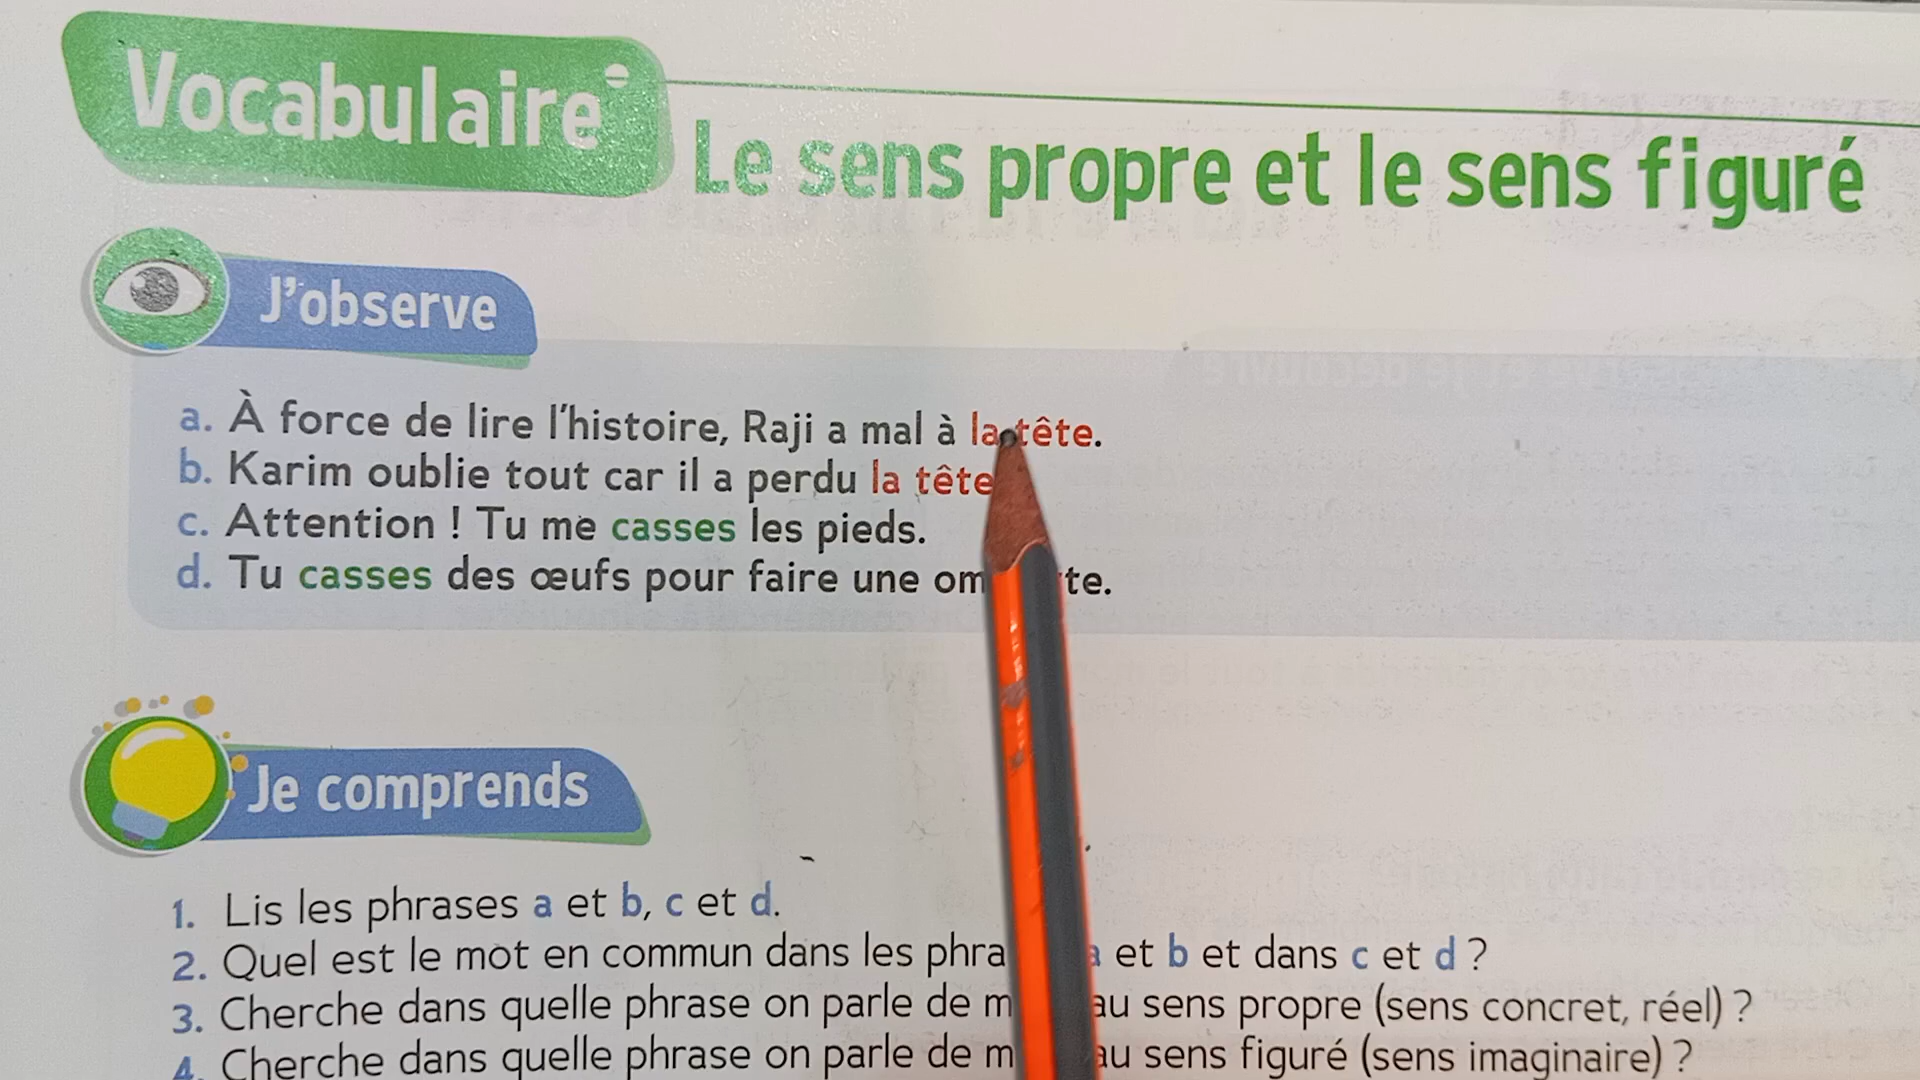 Vocabulaire
Le sens propre et le sens figuré
J'observe
a. À force de lire l'histoire, Raji a mal à la tête.
b. Karim oublie tout car il a perdu la tête
c. Attention ! Tu me casses les pieds.
d. Tu casses des œufs pour faire une
Je comprends
1. Lis les phrases a et b, c et d.
2. Quel est le mot en commun dans les a et b et dans c et d ?
3. Cherche dans quelle phrase on parle de au sens propre (sens concret, réel) ?
4. Cherche dans quelle phrase on parle de au sens figuré (sens imaginaire) ?